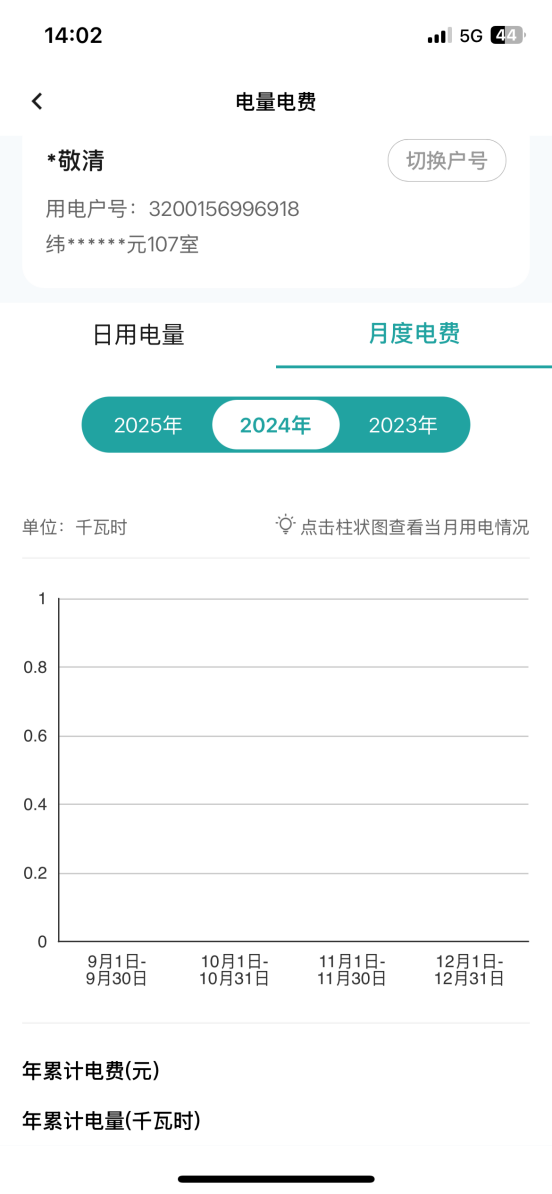 14:02
5G 44
电量电费
*敬清
切换户号
用电户号：3200156996918
纬******元107室
日用电量
月度电费
2025年
2024年
2023年
单位：千瓦时
点击柱状图查看当月用电情况
1
0.8
0.6
0.4
0.2
0
9月1日-
9月30日
10月1日-
10月31日
11月1日-
11月30日
12月1日-
12月31日
年累计电费(元)
年累计电量(千瓦时)